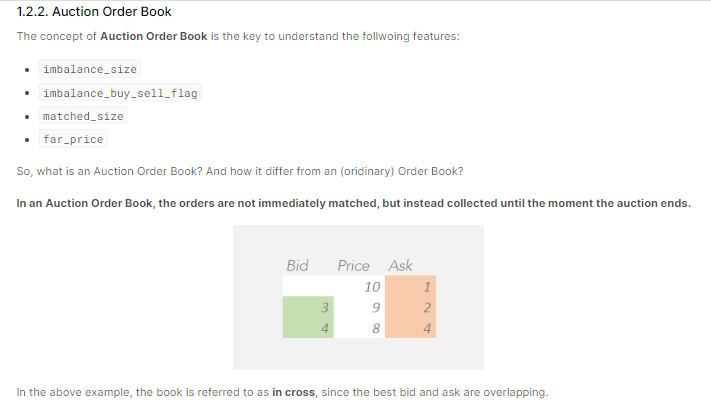 1.2.2. Auction Order Book
The concept of Auction Order Book is the key to understand the follwoing features:
• imbalance_size
• imbalance_buy_sell_flag
• matched_size
• far_price
So, what is an Auction Order Book? And how it differ from an (oridinary) Order Book?
In an Auction Order Book, the orders are not immediately matched, but instead collected until the moment the auction ends.
Bid Price Ask
10 1
3 9 2
4 8 4
In the above example, the book is referred to as in cross, since the best bid and ask are overlapping.